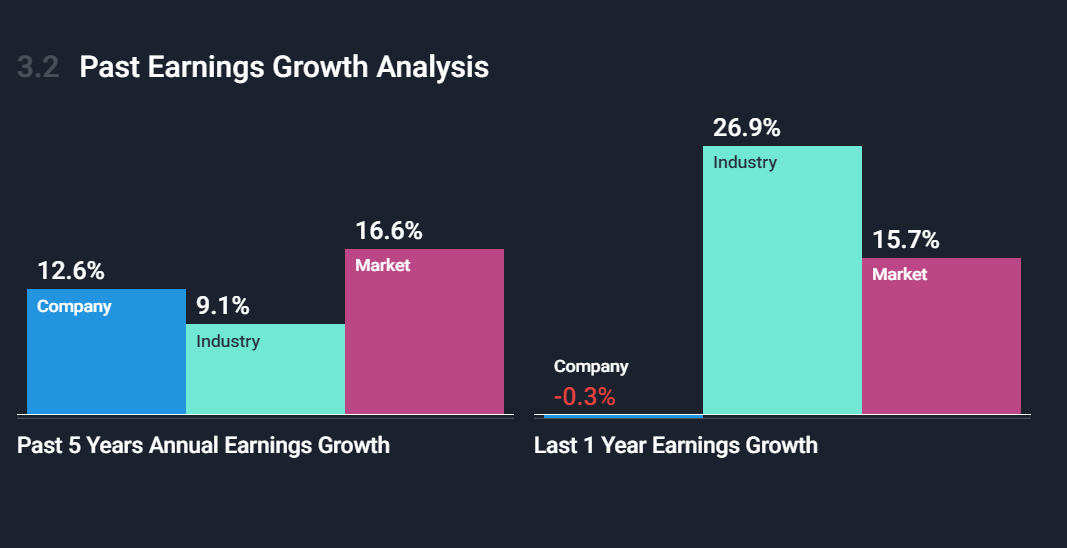 3.2 Past Earnings Growth Analysis
12.6%
Company
9.1%
Industry
16.6%
Market
Past 5 Years Annual Earnings Growth
Company
-0.3%
26.9%
Industry
15.7%
Market
Last 1 Year Earnings Growth